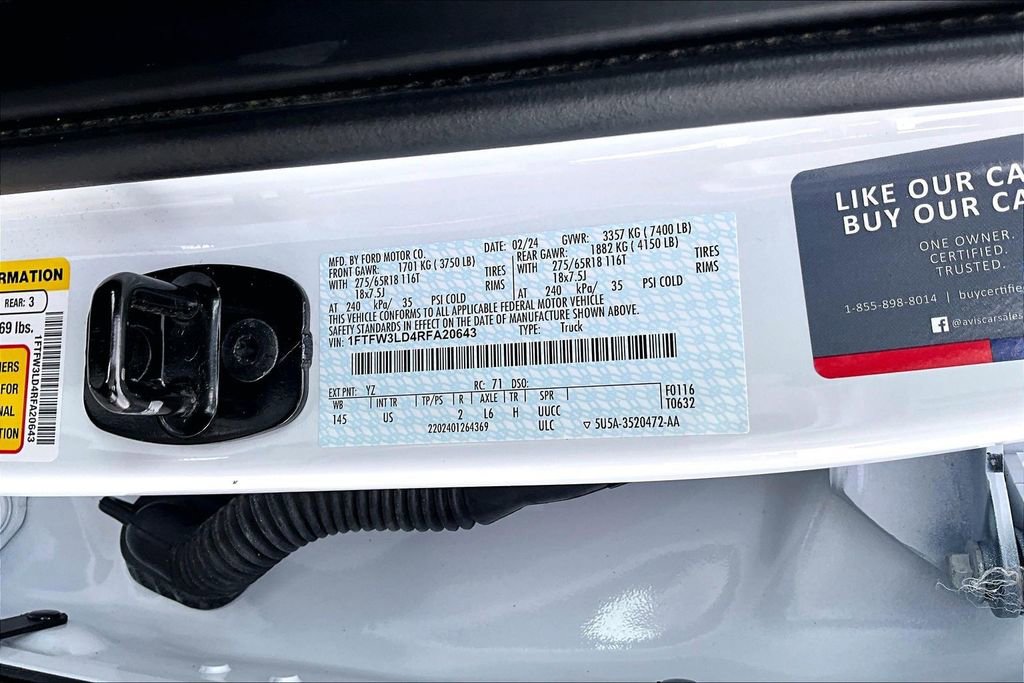 RMATION
REAR: 3
69 lbs.
NERS
FOR
NAL
TION
1FTFW3LD4RFA20643
MFD. BY FORD MOTOR CO.
DATE: 02/24 GVWR: 3357 KG ( 7400 LB)
FRONT GAWR: 1701 KG ( 3750 LB)
WITH 275/65R18 116T TIRES
18x7.5J RIMS
AT 240 kPa/ 35 PSI COLD
REAR GAWR: 1882 KG ( 4150 LB)
WITH 275/65R18 116T TIRES
18x7.5J RIMS
AT 240 kPa/ 35 PSI COLD
THIS VEHICLE CONFORMS TO ALL APPLICABLE FEDERAL MOTOR VEHICLE
SAFETY STANDARDS IN EFFECT ON THE DATE OF MANUFACTURE SHOWN ABOVE.
VIN: 1FTFW3LD4RFA20643 TYPE: Truck
EXT PNT: YZ RC: 71 DSO:
WB INT TR TP/PS R AXLE TR SPR
145 US 2 L6 H UUCC
2202401264369 ULC
F0116
T0632
▽ 5U5A-3520472-AA
LIKE OUR CA
BUY OUR CA
ONE OWNER.
CERTIFIED.
TRUSTED.
1-855-898-8014 | buycertifie
@aviscarsales